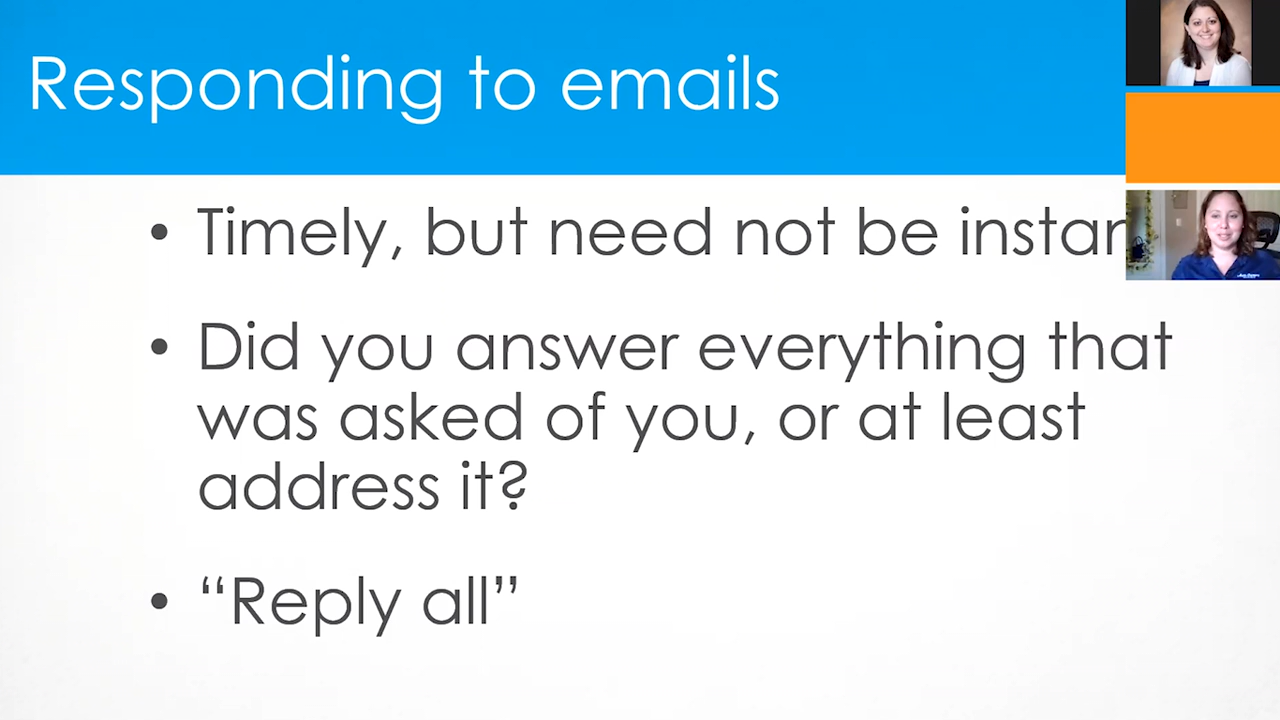 Responding to emails
• Timely, but need not be instan
• Did you answer everything that
was asked of you, or at least
address it?
• “Reply all”